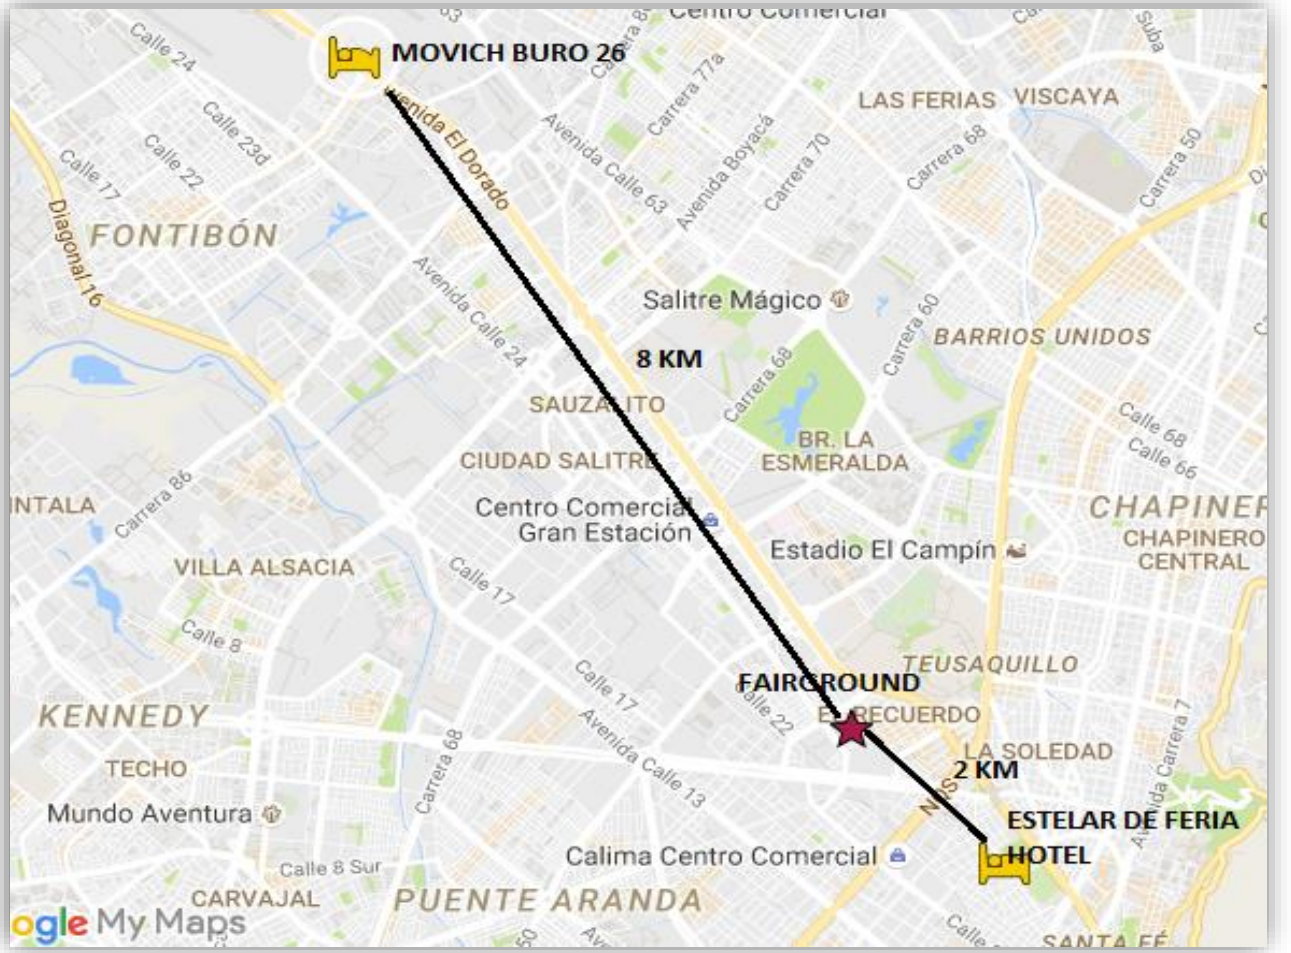 Centro Comercial
Calle 24
MOVICH BURO 26
Carrera 77a
Suba
LAS FERIAS
VISCAYA
Avenida El Dorado
Calle 23d
Avenida Calle 63
Avenida Boyacá
Carrera 70
Carrera 68
Carrera 50
Calle 22
Calle 17
FONTIBÓN
Diagonal 16
Avenida Calle 24
Salitre Mágico
Carrera 60
BARRIOS UNIDOS
8 KM
Carrera 68
SAUZALITO
Calle 68
Calle 66
BR. LA
ESMERALDA
CIUDAD SALITRE
Carrera 86
INTALA
Centro Comercial
Gran Estación
CHAPINER
CHAPINERO
CENTRAL
Estadio El Campín
VILLA ALSACIA
Calle 17
Calle 8
TEUSAQUILLO
FAIRGROUND
Calle 17
Calle 22
EL RECUERDO
KENNEDY
Avenida Calle 13
LA SOLEDAD
Avenida Carrera 7
TECHO
Carrera 68
2 KM
NQS
Mundo Aventura
ESTELAR DE FERIA
HOTEL
Calima Centro Comercial
Calle 8 Sur
CARVAJAL
PUENTE ARANDA
ogle My Maps
50
Calle
SANTA FÉ